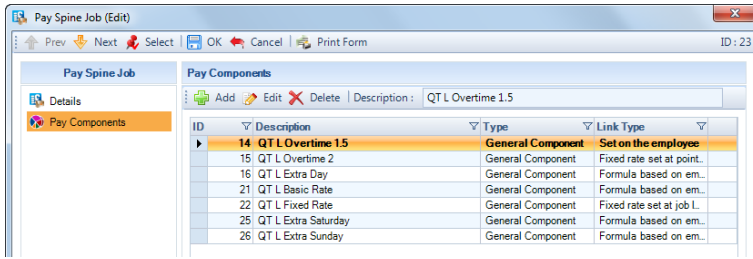 Pay Spine Job (Edit)
Prev Next Select OK Cancel Print Form ID : 23
Pay Spine Job
Details
Pay Components
Pay Components
Add Edit Delete Description : QT L Overtime 1.5
ID Description Type Link Type
14 QT L Overtime 1.5 General Component Set on the employee
15 QT L Overtime 2 General Component Fixed rate set at point...
16 QT L Extra Day General Component Formula based on em...
21 QT L Basic Rate General Component Formula based on em...
22 QT L Fixed Rate General Component Fixed rate set at job l...
25 QT L Extra Saturday General Component Formula based on em...
26 QT L Extra Sunday General Component Formula based on em...